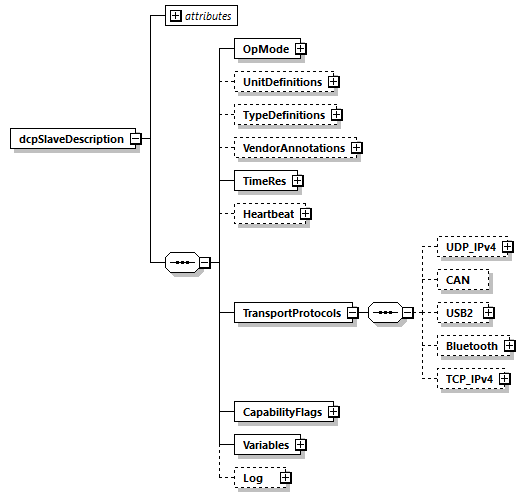 attributes
OpMode
UnitDefinitions
TypeDefinitions
dcpSlaveDescription
VendorAnnotations
TimeRes
Heartbeat
UDP_IPv4
CAN
TransportProtocols
USB2
Bluetooth
TCP_IPv4
CapabilityFlags
Variables
Log